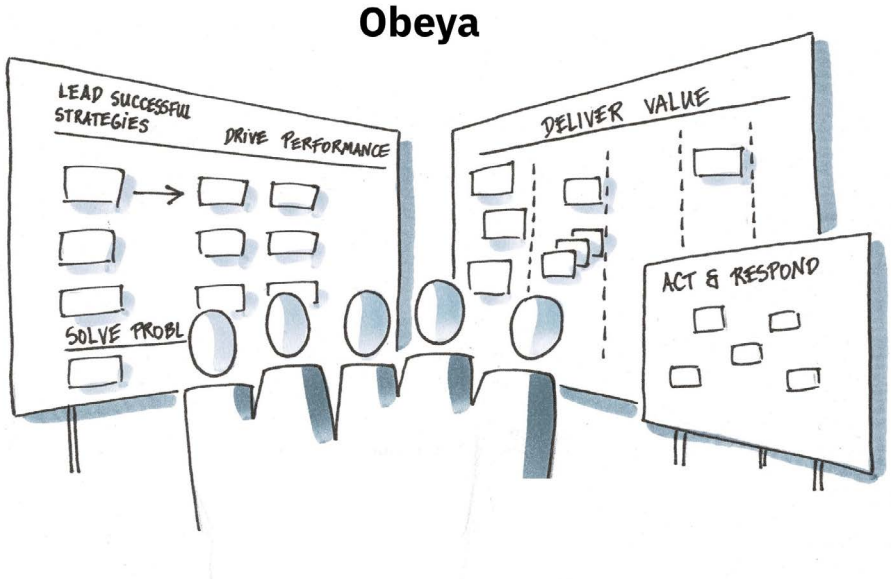 Obeya
LEAD SUCCESSFUL
STRATEGIES
DRIVE PERFORMANCE
SOLVE PROBL
DELIVER VALUE
ACT & RESPOND